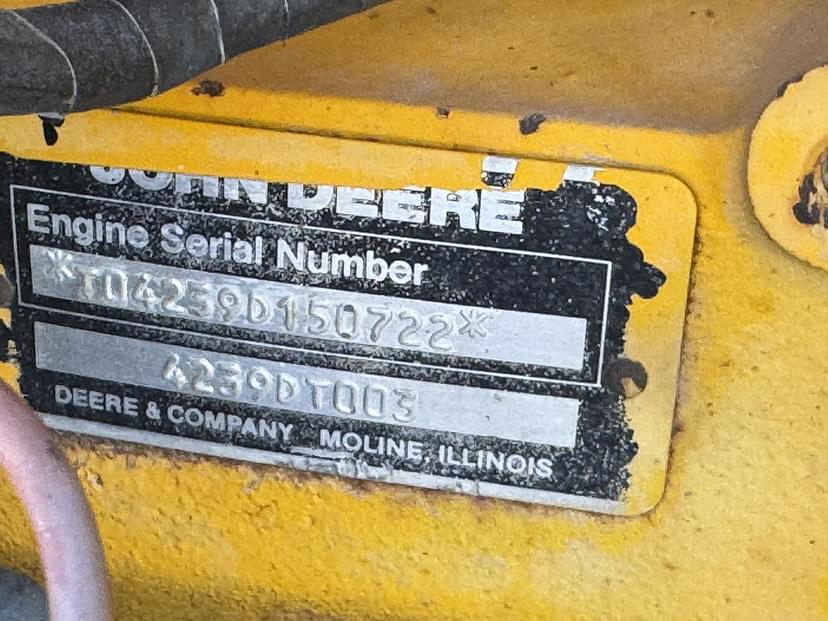 JOHN DEERE
Engine Serial Number
*T04239D150722*
4239DT003
DEERE & COMPANY MOLINE, ILLINOIS